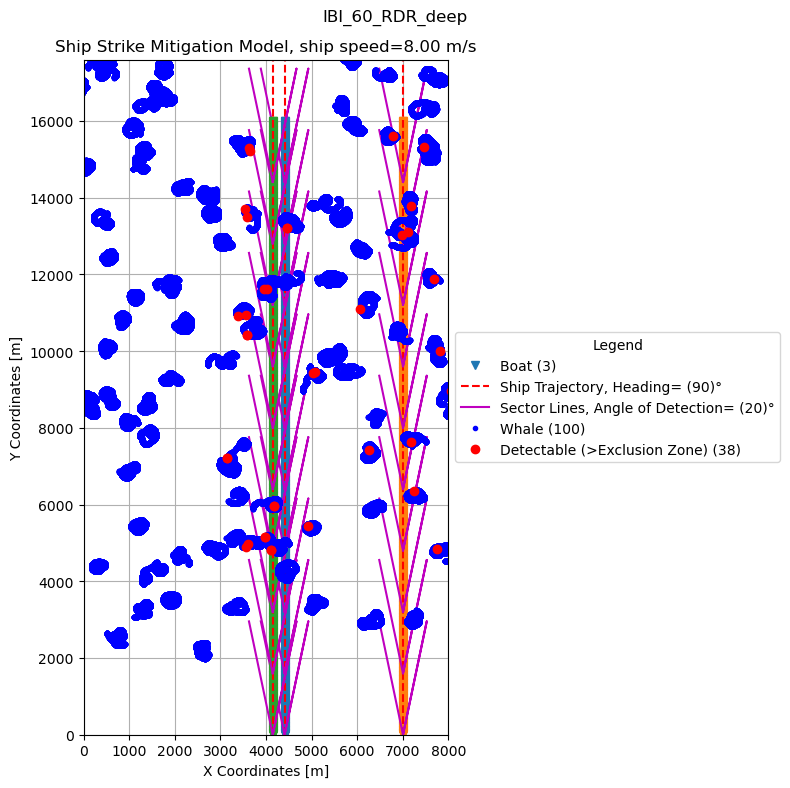 IBI_60_RDR_deep
Ship Strike Mitigation Model, ship speed=8.00 m/s
16000
14000
12000
10000
8000
6000
4000
2000
0
Y Coordinates [m]
0 1000 2000 3000 4000 5000 6000 7000 8000
X Coordinates [m]
Legend
Boat (3)
Ship Trajectory, Heading= (90)°
Sector Lines, Angle of Detection= (20)°
Whale (100)
Detectable (>Exclusion Zone) (38)